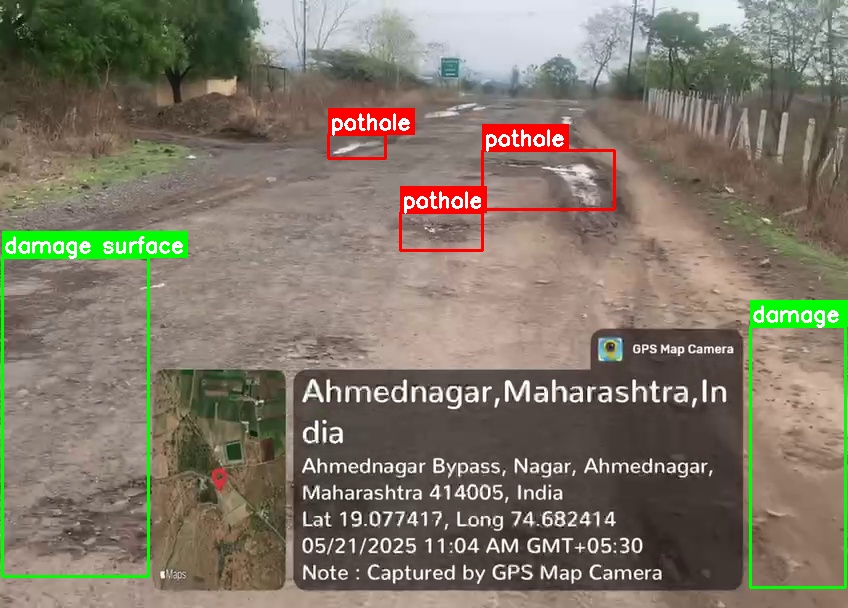 pothole
pothole
pothole
damage surface
damage
GPS Map Camera
Ahmednagar,Maharashtra,In
dia
Ahmednagar Bypass, Nagar, Ahmednagar,
Maharashtra 414005, India
Lat 19.077417, Long 74.682414
05/21/2025 11:04 AM GMT+05:30
Note : Captured by GPS Map Camera
Maps